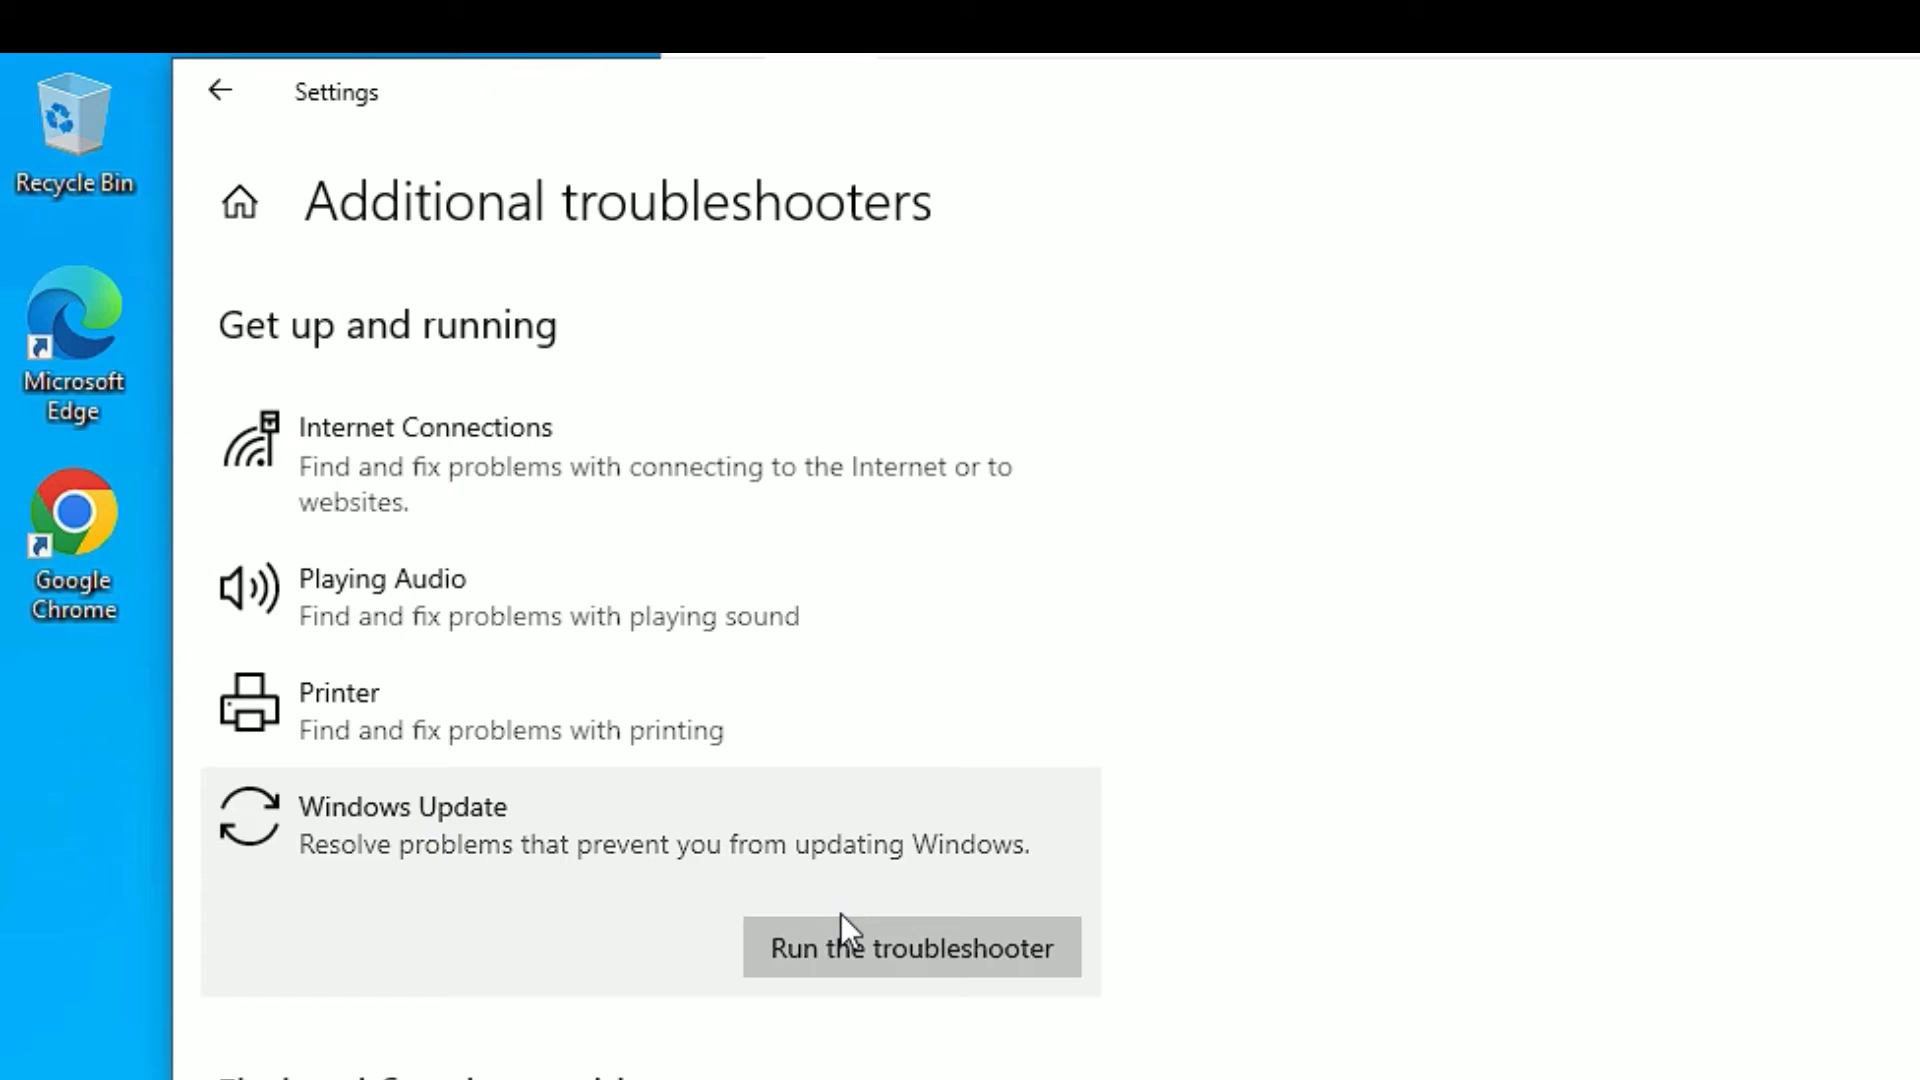 Settings
Additional troubleshooters
Get up and running
Internet Connections
Find and fix problems with connecting to the Internet or to
websites.
Playing Audio
Find and fix problems with playing sound
Printer
Find and fix problems with printing
Windows Update
Resolve problems that prevent you from updating Windows.
Run the troubleshooter
Recycle Bin
Microsoft
Edge
Google
Chrome